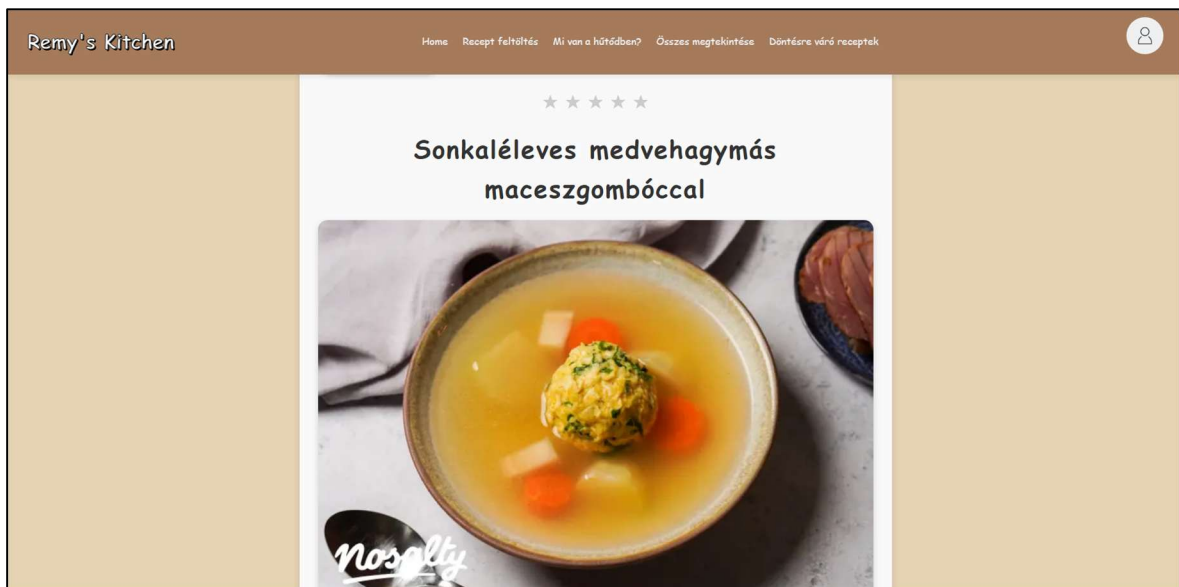 Remy's Kitchen
Home Recept feltöltés Mi van a hűtődben? Összes megtekintése Döntésre váró receptek
Sonkaléleves medvehagymás
maceszgombóccal
nosalty